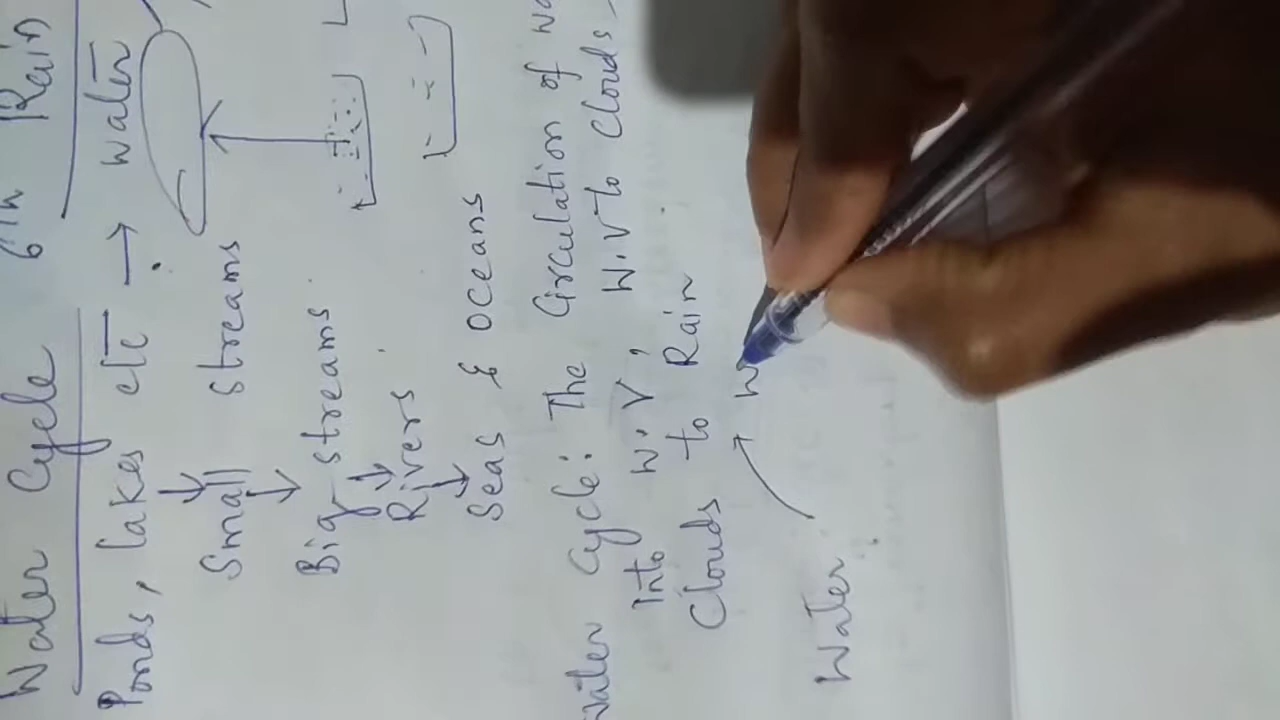 Water Cycle 6th Rain
Ponds, lakes etc → water
↓
Small streams
↓
Big streams
↓
Rivers
↓
Seas & Oceans
Water Cycle: The Circulation of
Into W.V, W.V to Clouds,
Clouds to Rain
W
Water